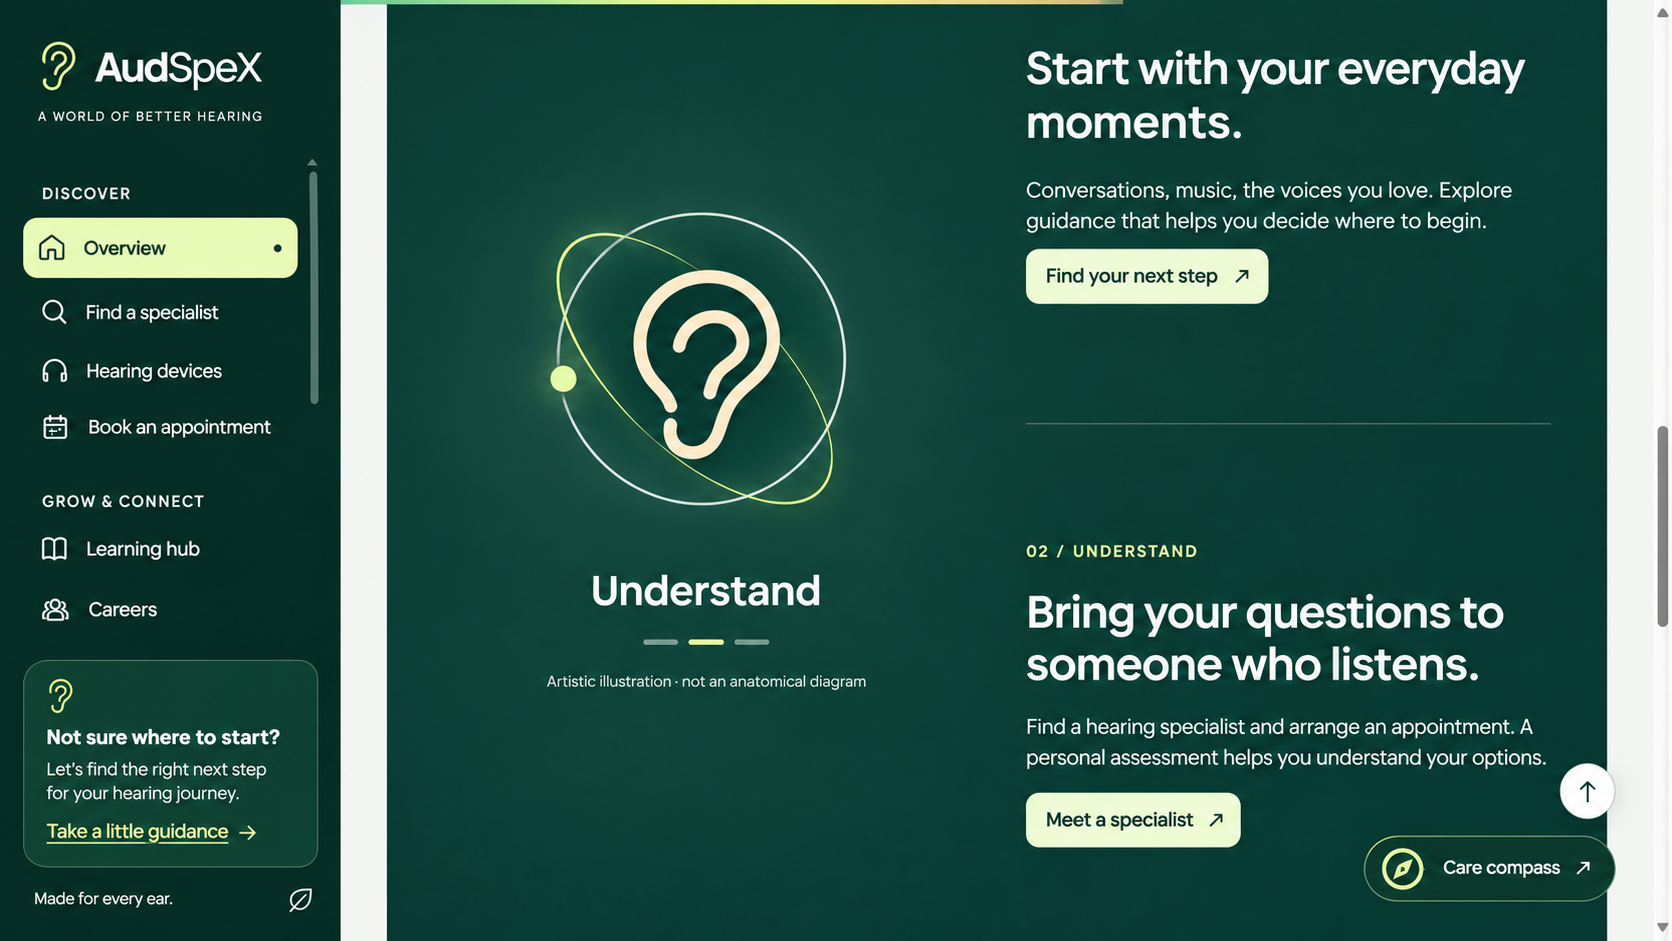 AudSpeX
A WORLD OF BETTER HEARING
DISCOVER
Overview
Find a specialist
Hearing devices
Book an appointment
GROW & CONNECT
Learning hub
Careers
Not sure where to start?
Let's find the right next step
for your hearing journey.
Take a little guidance →
Made for every ear.
Understand
Artistic illustration · not an anatomical diagram
Start with your everyday
moments.
Conversations, music, the voices you love. Explore
guidance that helps you decide where to begin.
Find your next step ↗
02 / UNDERSTAND
Bring your questions to
someone who listens.
Find a hearing specialist and arrange an appointment. A
personal assessment helps you understand your options.
Meet a specialist ↗
Care compass ↗